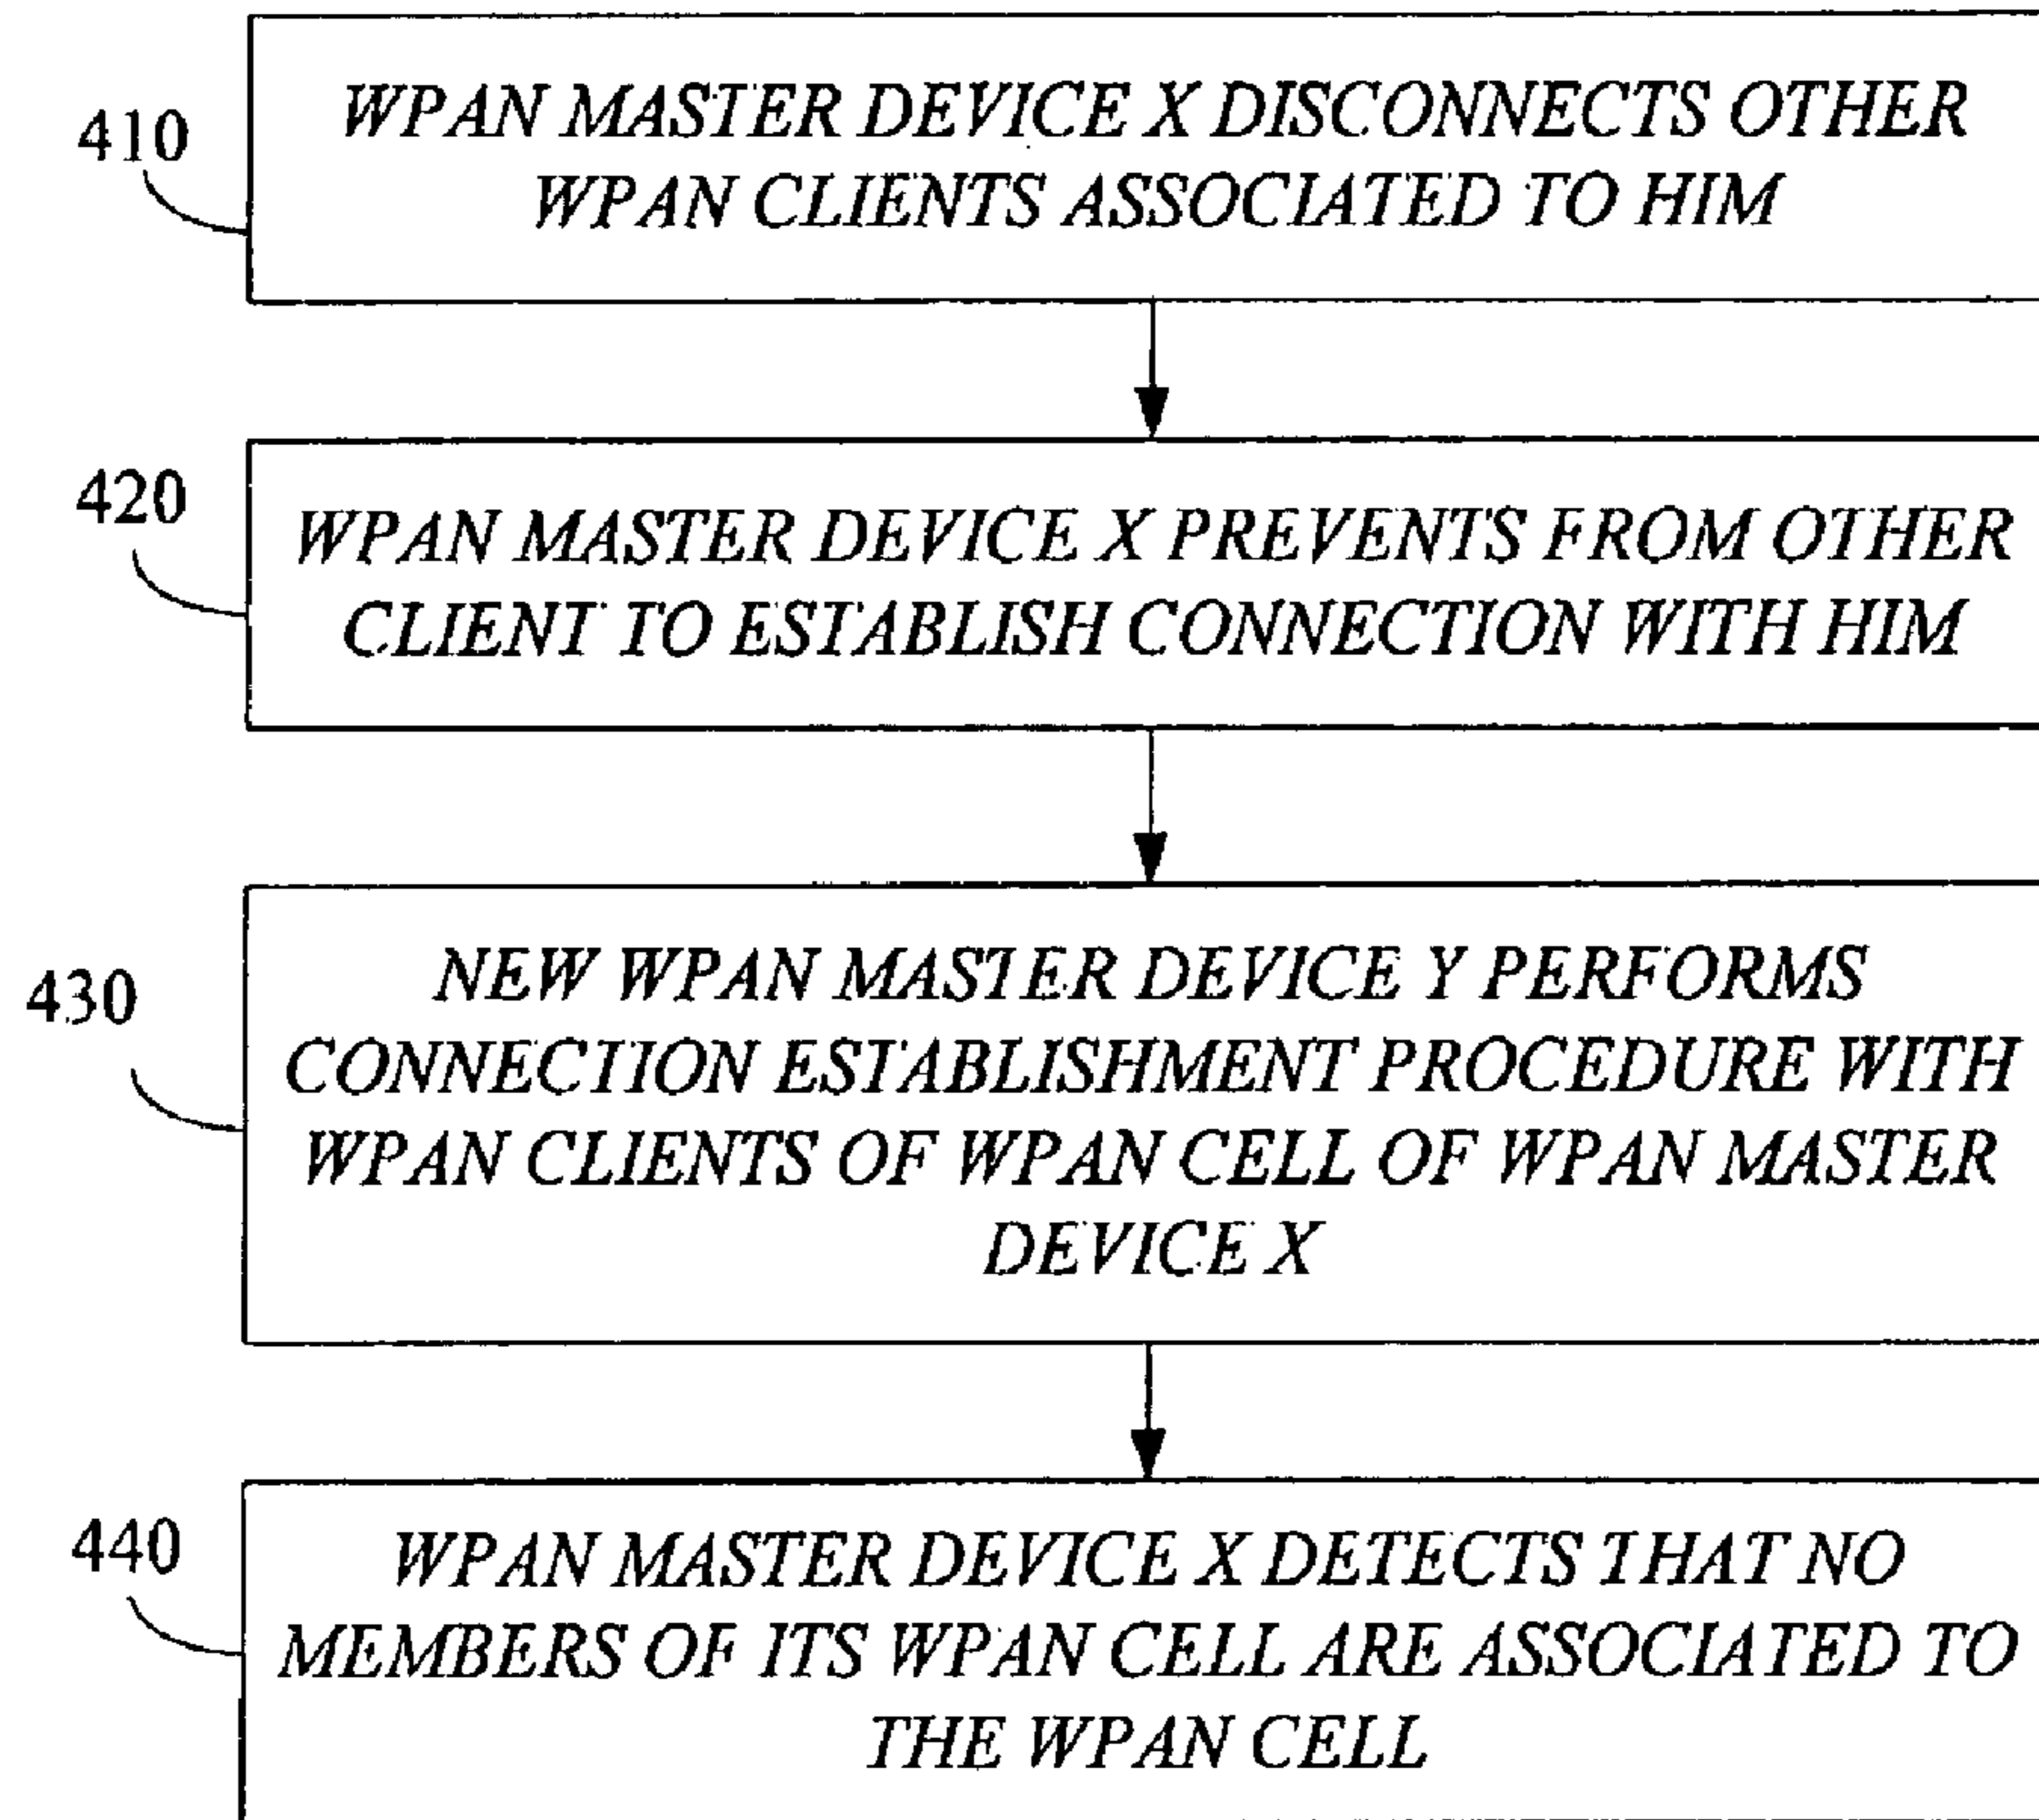 410
WPAN MASTER DEVICE X DISCONNECTS OTHER
WPAN CLIENTS ASSOCIATED TO HIM
420
WPAN MASTER DEVICE X PREVENTS FROM OTHER
CLIENT TO ESTABLISH CONNECTION WITH HIM
430
NEW WPAN MASTER DEVICE Y PERFORMS
CONNECTION ESTABLISHMENT PROCEDURE WITH
WPAN CLIENTS OF WPAN CELL OF WPAN MASTER
DEVICE X
440
WPAN MASTER DEVICE X DETECTS THAT NO
MEMBERS OF ITS WPAN CELL ARE ASSOCIATED TO
THE WPAN CELL